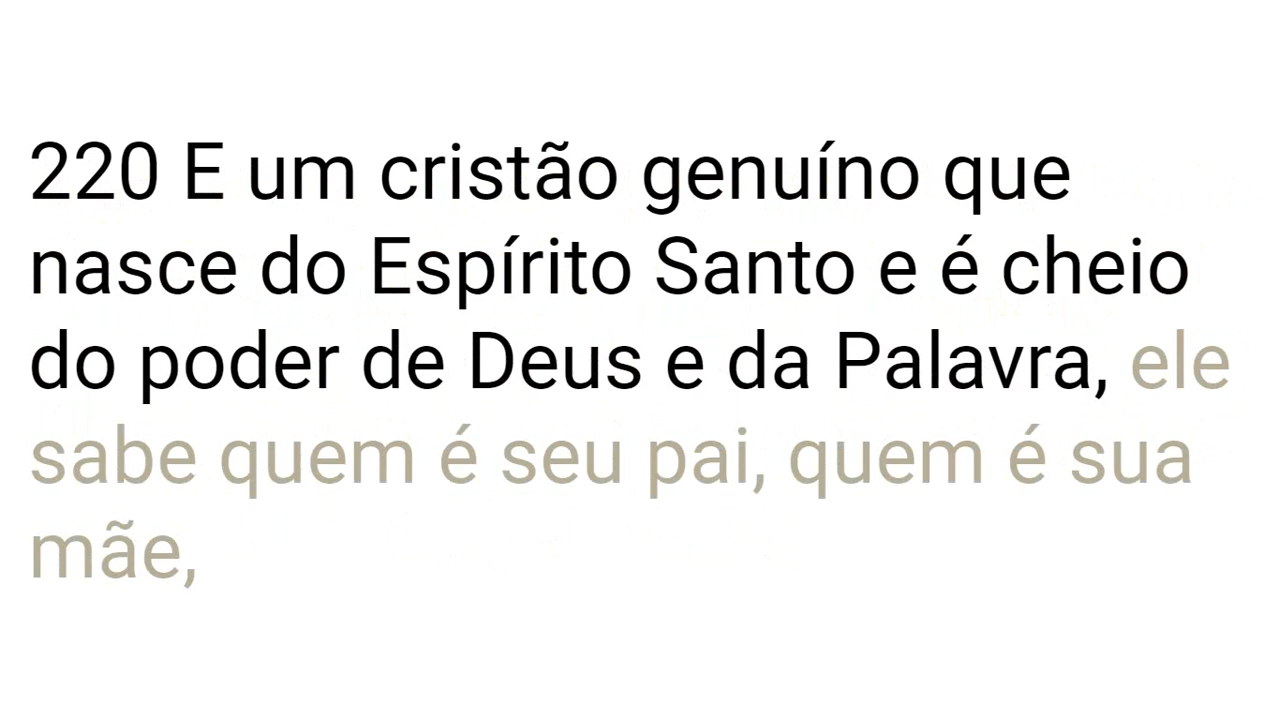 220 E um cristão genuíno que
nasce do Espírito Santo e é cheio
do poder de Deus e da Palavra, ele
sabe quem é seu pai, quem é sua
mãe,